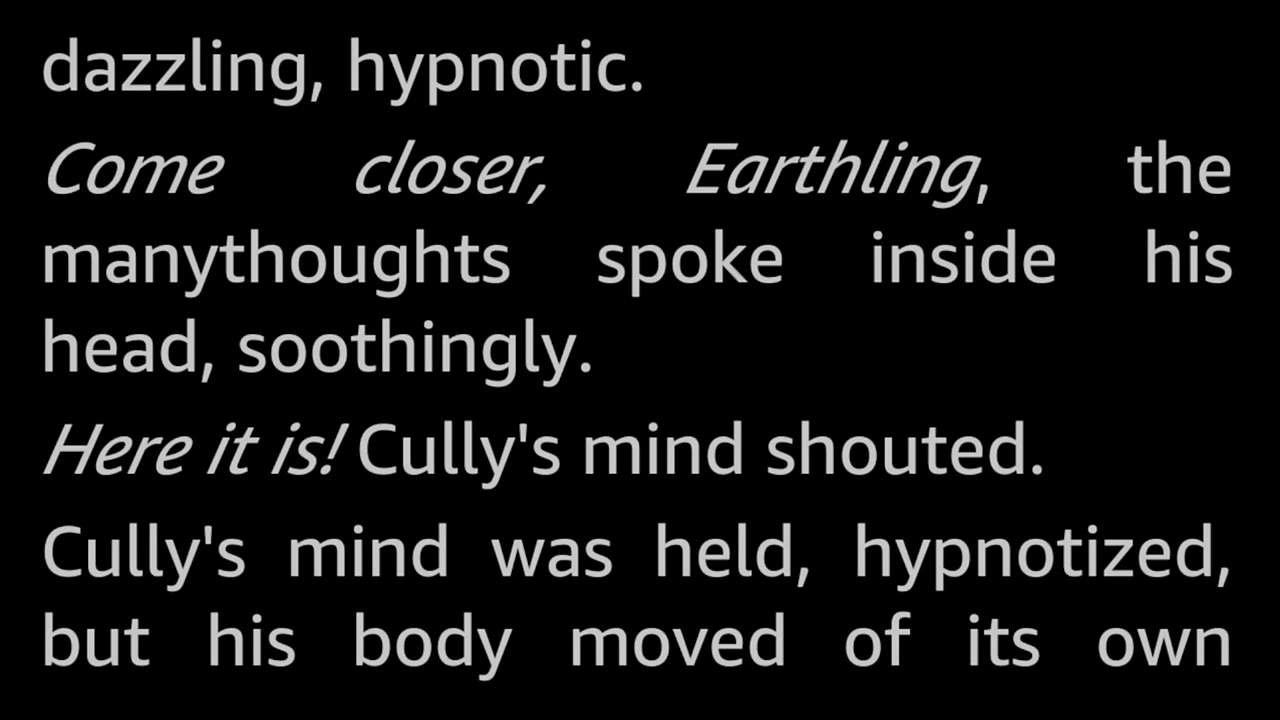 dazzling, hypnotic.
Come closer, Earthling, the
manythoughts spoke inside his
head, soothingly.
Here it is! Cully's mind shouted.
Cully's mind was held, hypnotized,
but his body moved of its own